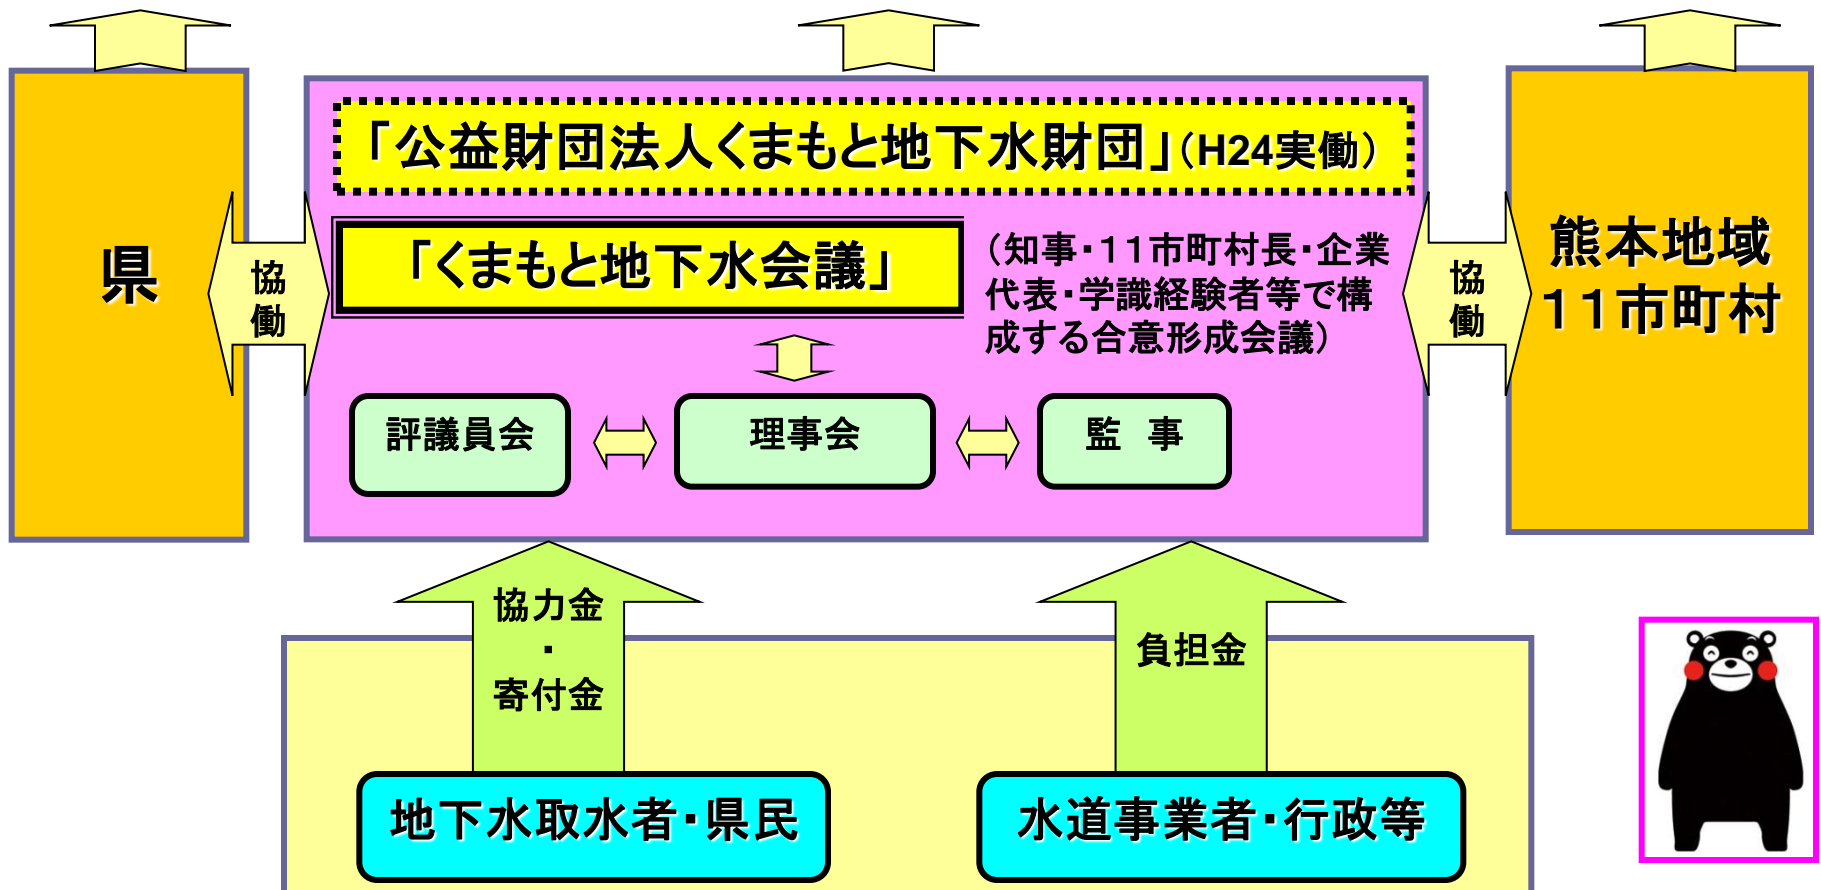 「公益財団法人くまもと地下水財団」(H24実働)
県
協
働
「くまもと地下水会議」
(知事・11市町村長・企業
代表・学識経験者等で構
成する合意形成会議)
協
働
熊本地域
11市町村
評議員会
理事会
監　事
協力金
・
寄付金
負担金
地下水取水者・県民
水道事業者・行政等